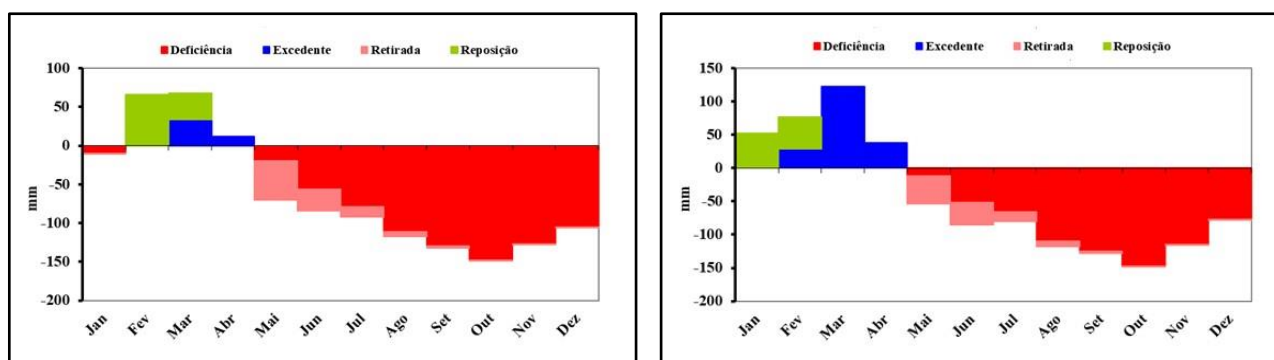 Deficiência Excedente Retirada Reposição
100
50
0
-50
-100
-150
-200
mm
Jan Fev Mar Abr Mai Jun Jul Ago Set Out Nov Dez
Deficiência Excedente Retirada Reposição
150
100
50
0
-50
-100
-150
-200
mm
Jan Fev Mar Abr Mai Jun Jul Ago Set Out Nov Dez